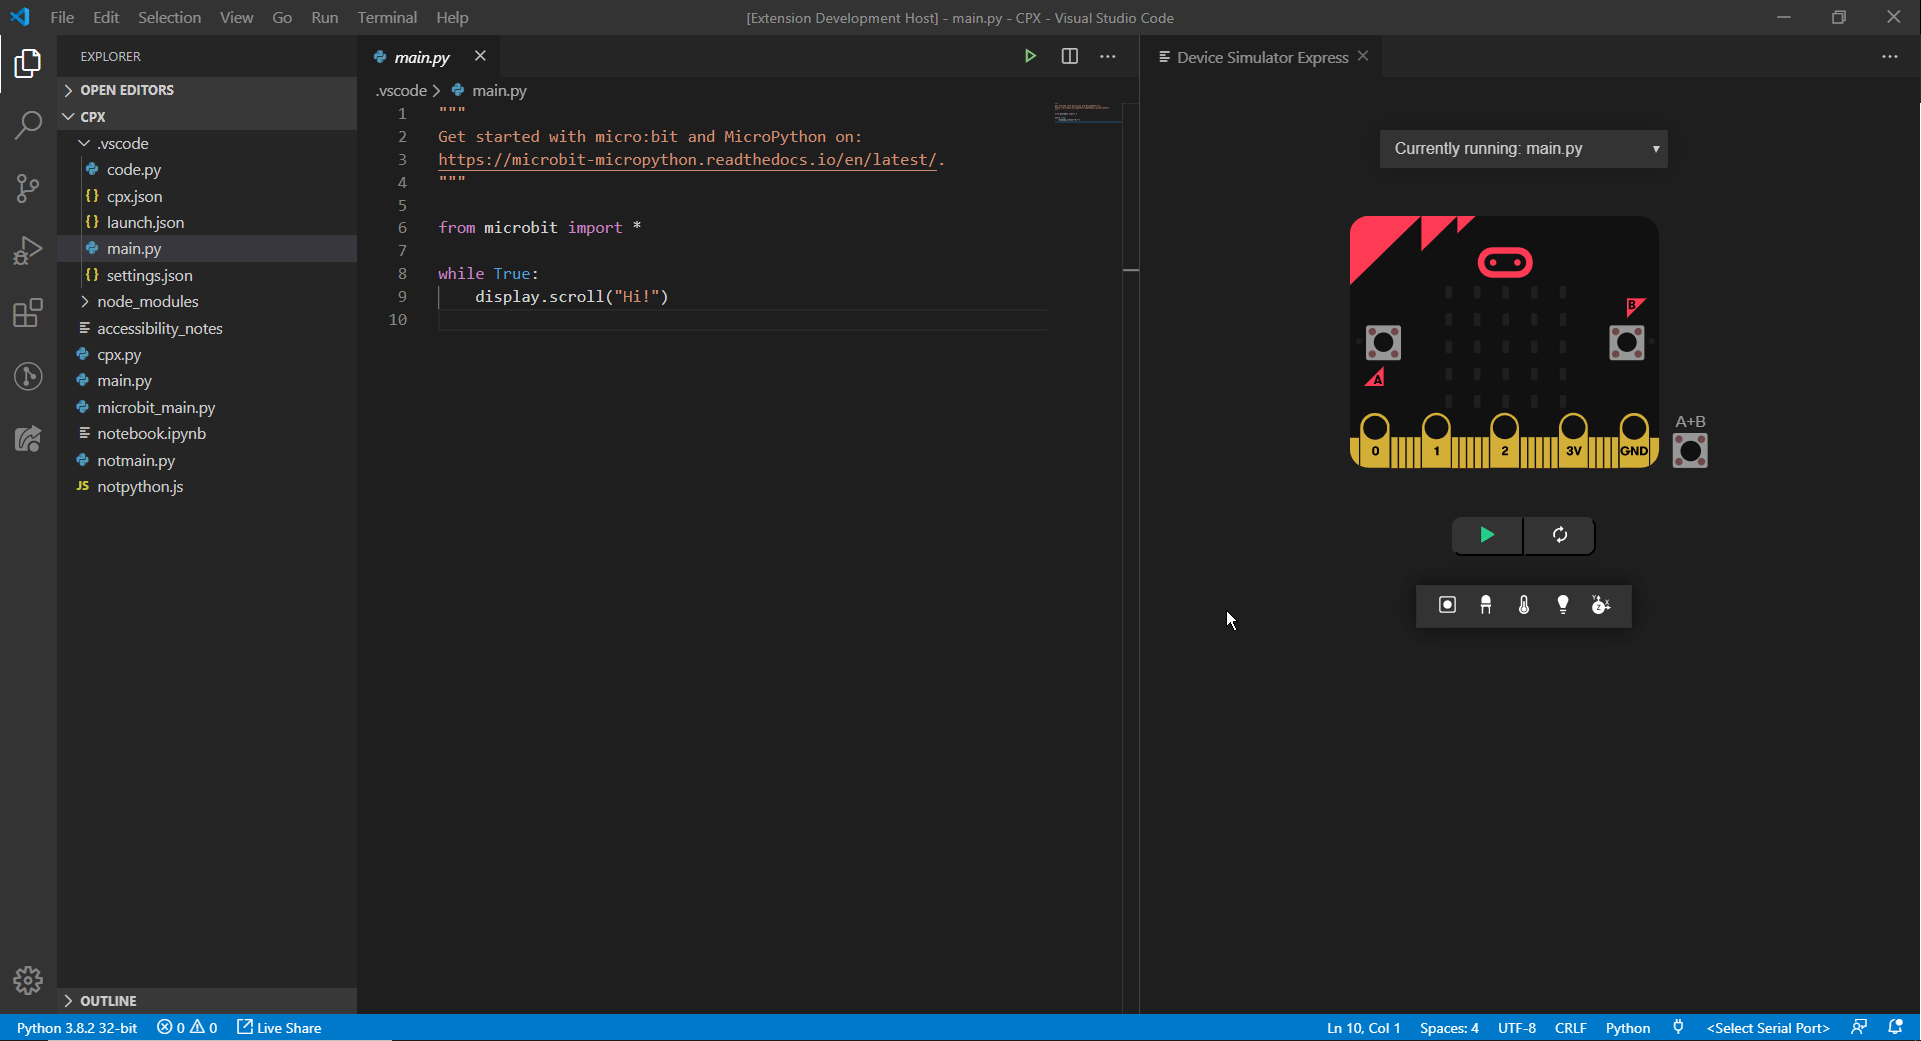 File Edit Selection View Go Run Terminal Help
[Extension Development Host] - main.py - CPX - Visual Studio Code
EXPLORER
OPEN EDITORS
CPX
.vscode
code.py
{} cpx.json
{} launch.json
main.py
{} settings.json
node_modules
accessibility_notes
cpx.py
main.py
microbit_main.py
notebook.ipynb
notmain.py
JS notpython.js
OUTLINE
main.py
.vscode > main.py
1 """
2 Get started with micro:bit and MicroPython on:
3 https://microbit-micropython.readthedocs.io/en/latest/.
4 """
5
6 from microbit import *
7
8 while True:
9 display.scroll("Hi!")
10
Device Simulator Express
Currently running: main.py
B
A
A+B
0 1 2 3V GND
Python 3.8.2 32-bit 0 0 Live Share
Ln 10, Col 1 Spaces: 4 UTF-8 CRLF Python <Select Serial Port>